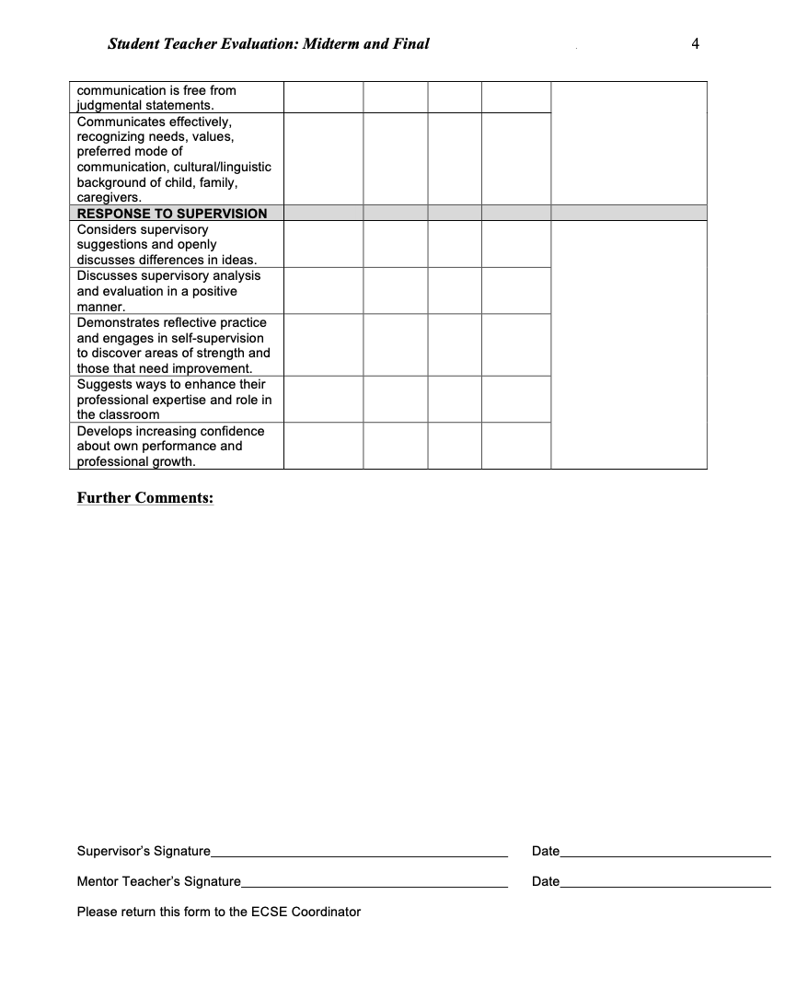 Student Teacher Evaluation: Midterm and Final 4
communication is free from
judgmental statements.
Communicates effectively,
recognizing needs, values,
preferred mode of
communication, cultural/linguistic
background of child, family,
caregivers.
RESPONSE TO SUPERVISION
Considers supervisory
suggestions and openly
discusses differences in ideas.
Discusses supervisory analysis
and evaluation in a positive
manner.
Demonstrates reflective practice
and engages in self-supervision
to discover areas of strength and
those that need improvement.
Suggests ways to enhance their
professional expertise and role in
the classroom
Develops increasing confidence
about own performance and
professional growth.
Further Comments:
Supervisor’s Signature Date
Mentor Teacher’s Signature Date
Please return this form to the ECSE Coordinator